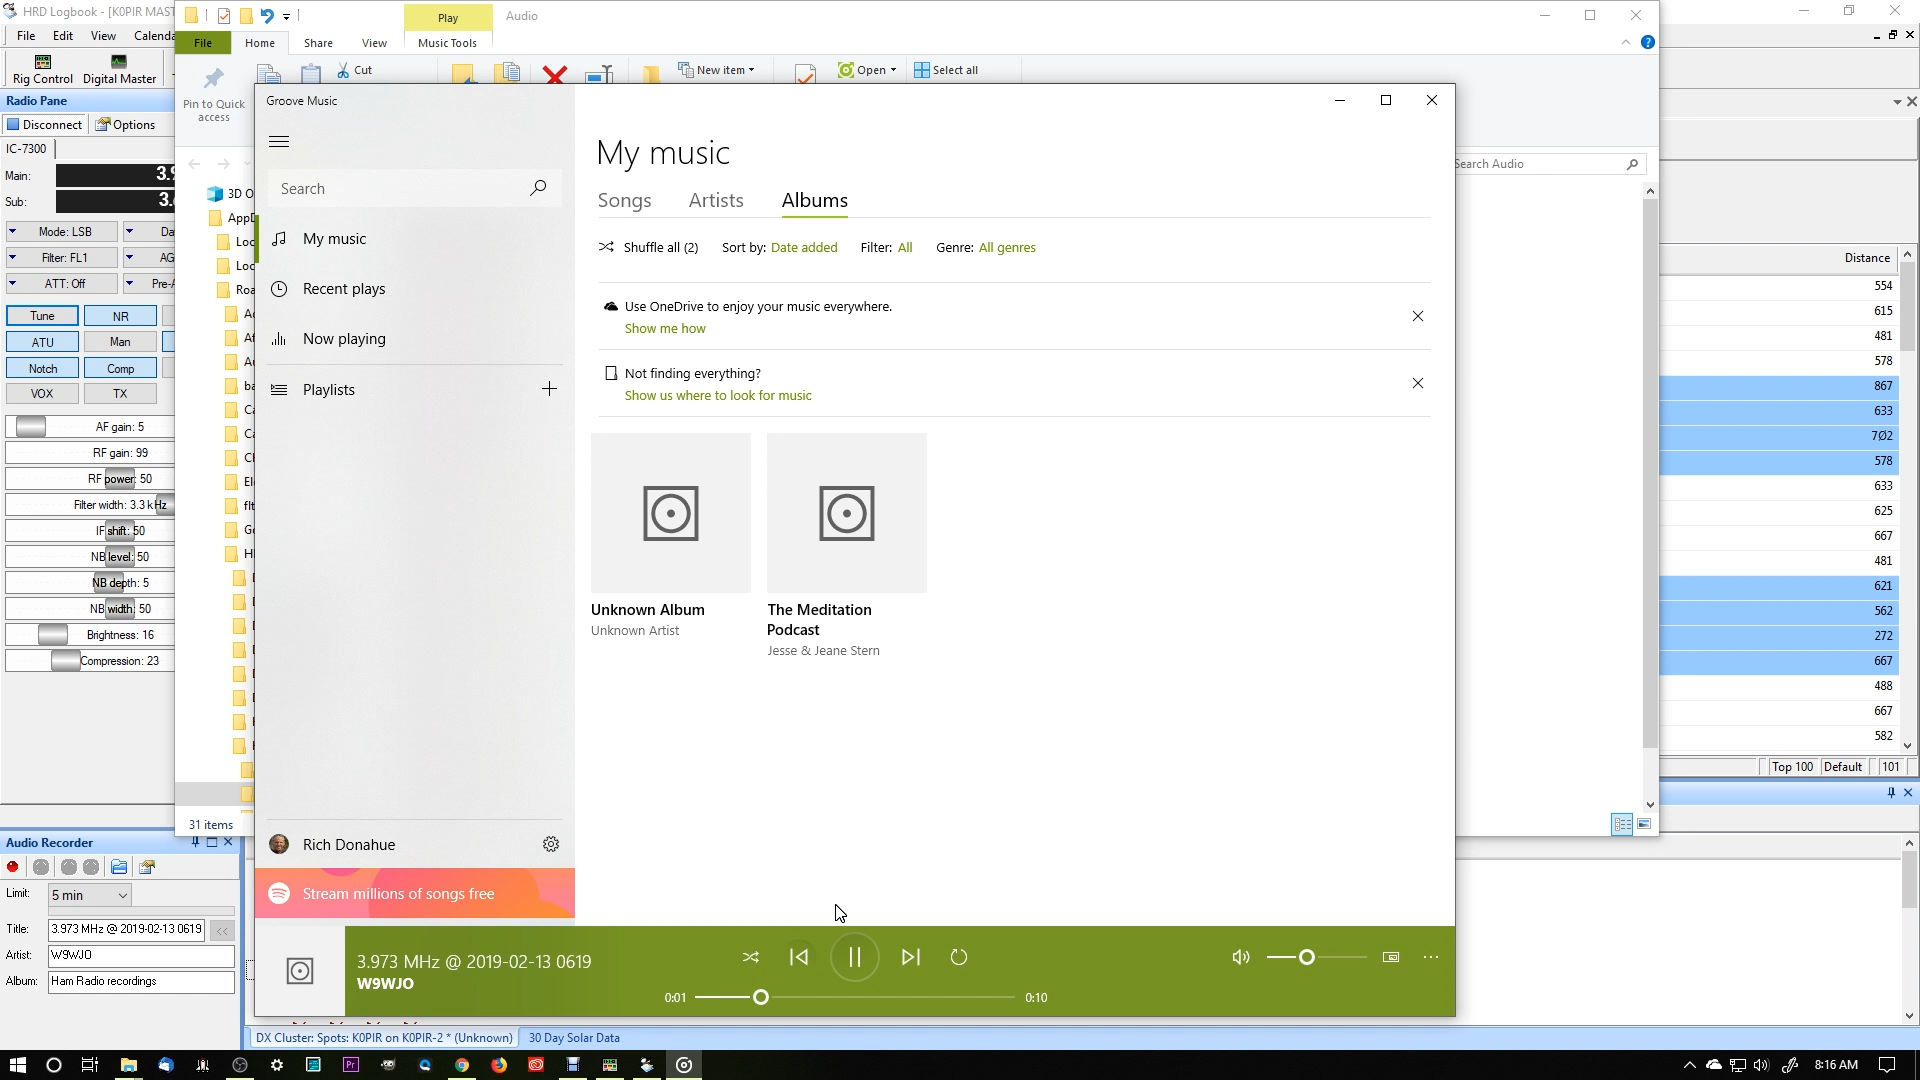 HRD Logbook - [K0PIR MAST
File Edit View Calenda
Rig Control Digital Master
Radio Pane
Disconnect Options
IC-7300
Main: 3.9
Sub:
Mode: LSB
Filter: FL1 AG
ATT: Off Pre-A
Tune NR
ATU Man
Notch Comp
VOX TX
AF gain: 5
RF gain: 99
RF power: 50
Filter width: 3.3 kHz
IF shift: 50
NB level: 50
NB depth: 5
NB width: 50
Brightness: 16
Compression: 23
Audio Recorder
Limit: 5 min
Title: 3.973 MHz @ 2019-02-13 0619 <<
Artist: W9WJO
Album: Ham Radio recordings
Play Audio
File Home Share View Music Tools
Pin to Quick access
Cut
New item
Open
Select all
Search Audio
3D O
AppD
Loc
Loc
Roa
31 items
Groove Music
Search
My music
Recent plays
Now playing
Playlists
Rich Donahue
Stream millions of songs free
My music
Songs Artists Albums
Shuffle all (2) Sort by: Date added Filter: All Genre: All genres
Use OneDrive to enjoy your music everywhere.
Show me how
Not finding everything?
Show us where to look for music
Unknown Album
Unknown Artist
The Meditation
Podcast
Jesse & Jeane Stern
3.973 MHz @ 2019-02-13 0619
W9WJO
0:01 0:10
Distance
554
615
481
578
867
633
7Ø2
578
633
625
667
481
621
562
272
667
488
667
582
Top 100 Default 101
DX Cluster: Spots: K0PIR on K0PIR-2 * (Unknown) 30 Day Solar Data
8:16 AM